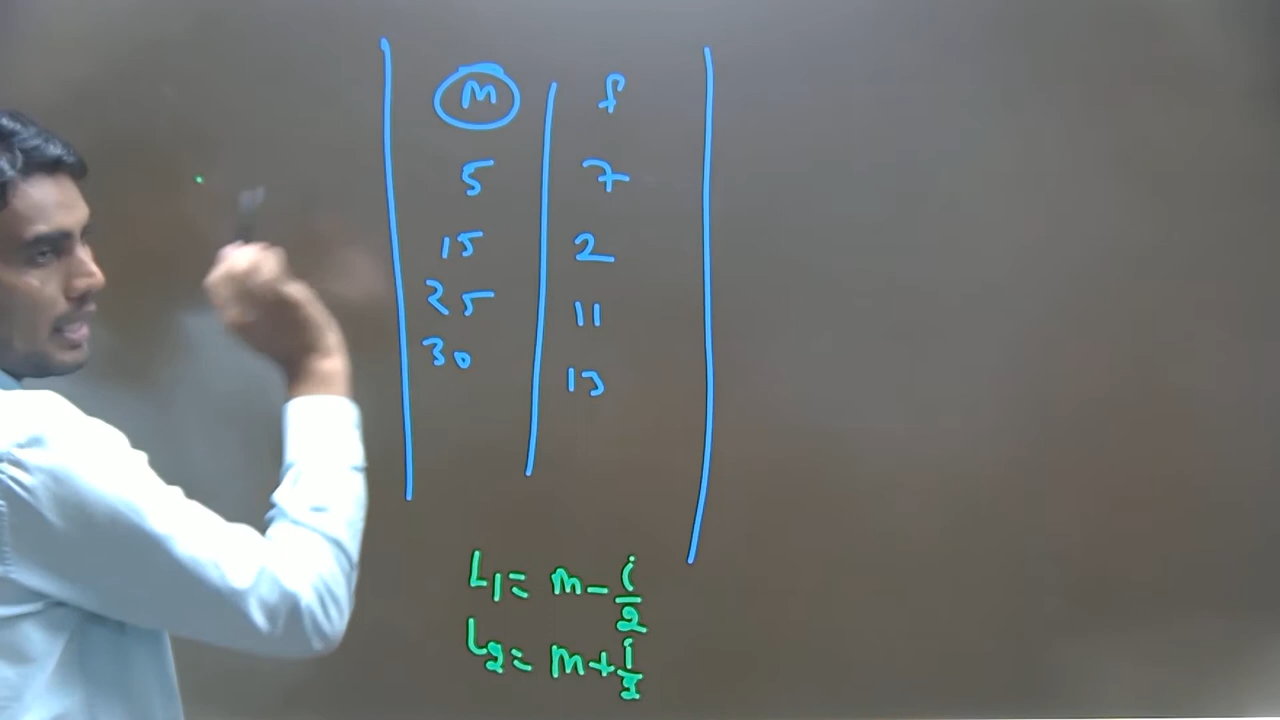 m f
5 7
15 2
25 11
30 13
L1 = m - i/2
L2 = m + i/2